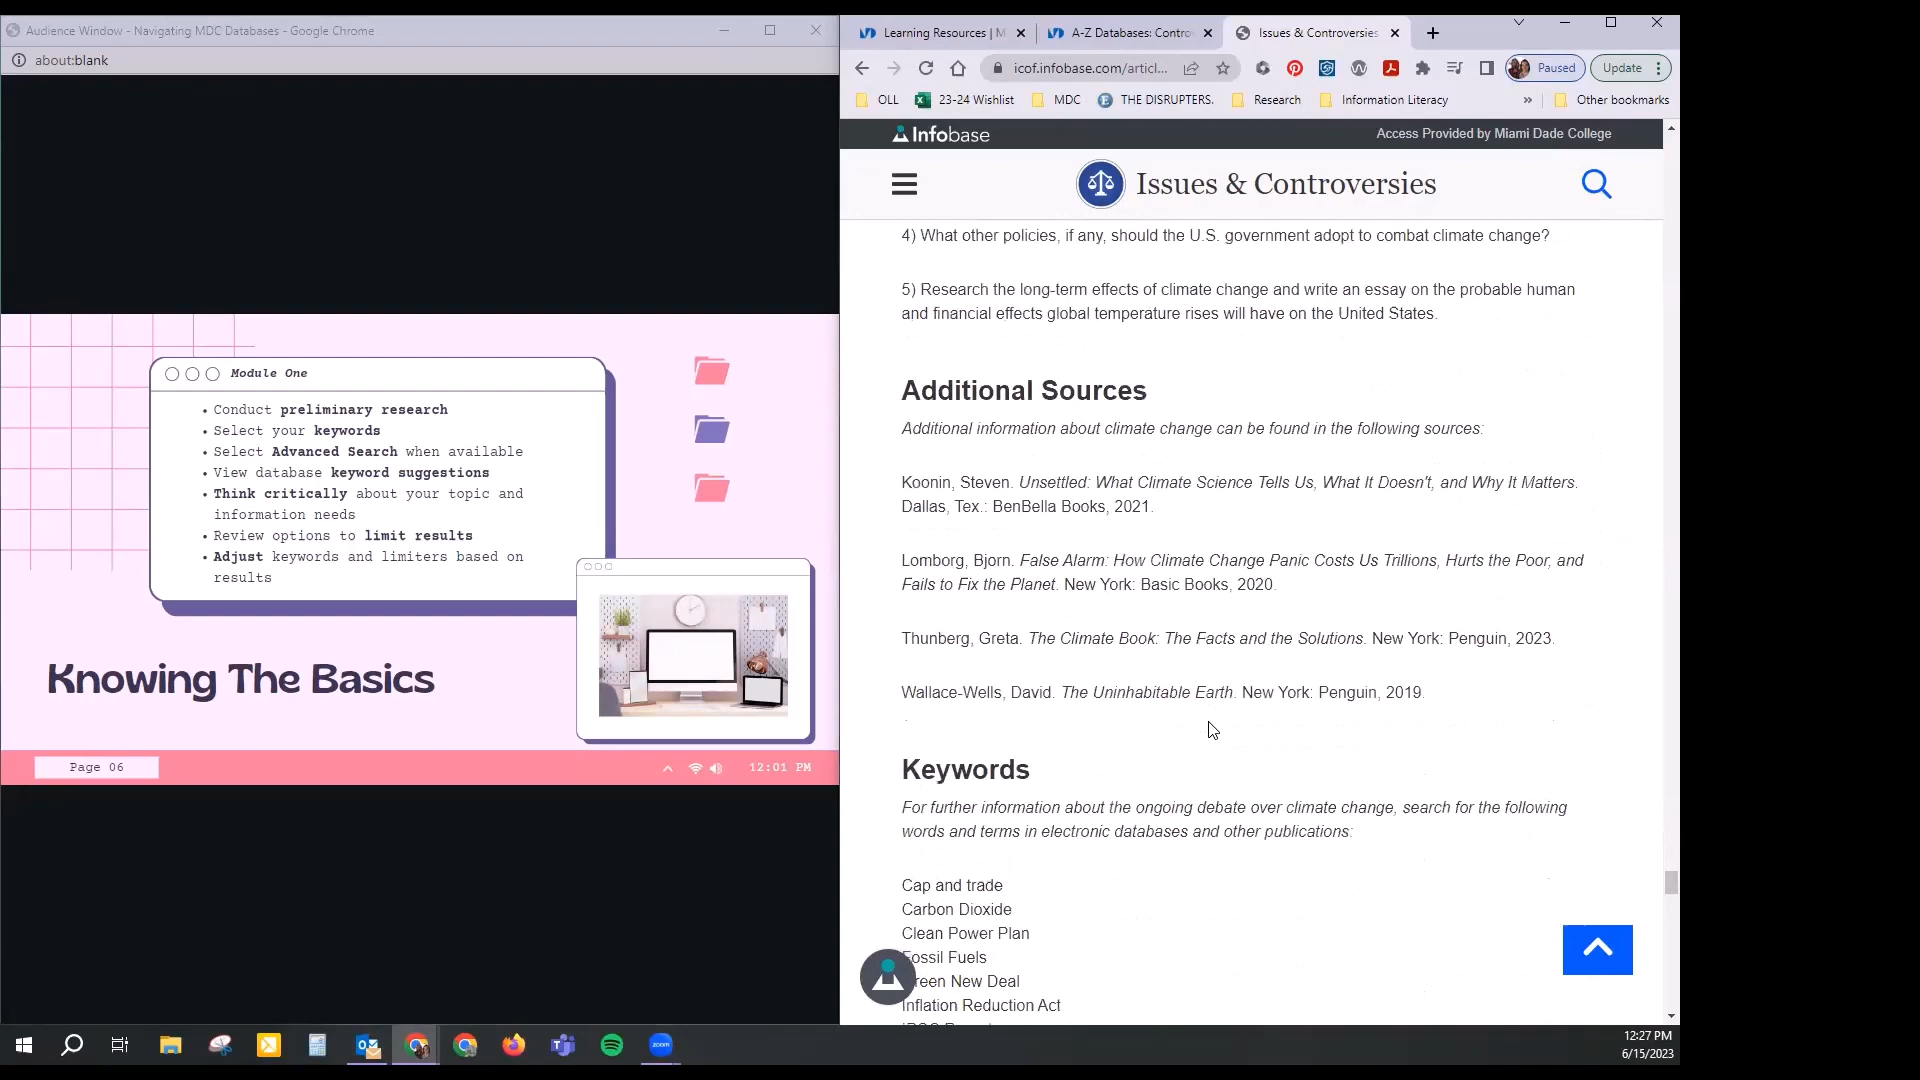 Audience Window - Navigating MDC Databases - Google Chrome
about:blank
Module One
• Conduct preliminary research
• Select your keywords
• Select Advanced Search when available
• View database keyword suggestions
• Think critically about your topic and
information needs
• Review options to limit results
• Adjust keywords and limiters based on
results
Knowing The Basics
Page 06
12:01 PM
Learning Resources | M
A-Z Databases: Contro
Issues & Controversies
icof.infobase.com/articl...
Paused
Update
OLL
23-24 Wishlist
MDC
THE DISRUPTERS.
Research
Information Literacy
»
Other bookmarks
Infobase
Access Provided by Miami Dade College
Issues & Controversies
4) What other policies, if any, should the U.S. government adopt to combat climate change?
5) Research the long-term effects of climate change and write an essay on the probable human
and financial effects global temperature rises will have on the United States.
Additional Sources
Additional information about climate change can be found in the following sources:
Koonin, Steven. Unsettled: What Climate Science Tells Us, What It Doesn't, and Why It Matters.
Dallas, Tex.: BenBella Books, 2021.
Lomborg, Bjorn. False Alarm: How Climate Change Panic Costs Us Trillions, Hurts the Poor, and
Fails to Fix the Planet. New York: Basic Books, 2020.
Thunberg, Greta. The Climate Book: The Facts and the Solutions. New York: Penguin, 2023.
Wallace-Wells, David. The Uninhabitable Earth. New York: Penguin, 2019.
Keywords
For further information about the ongoing debate over climate change, search for the following
words and terms in electronic databases and other publications:
Cap and trade
Carbon Dioxide
Clean Power Plan
Fossil Fuels
Green New Deal
Inflation Reduction Act
zoom
12:27 PM
6/15/2023